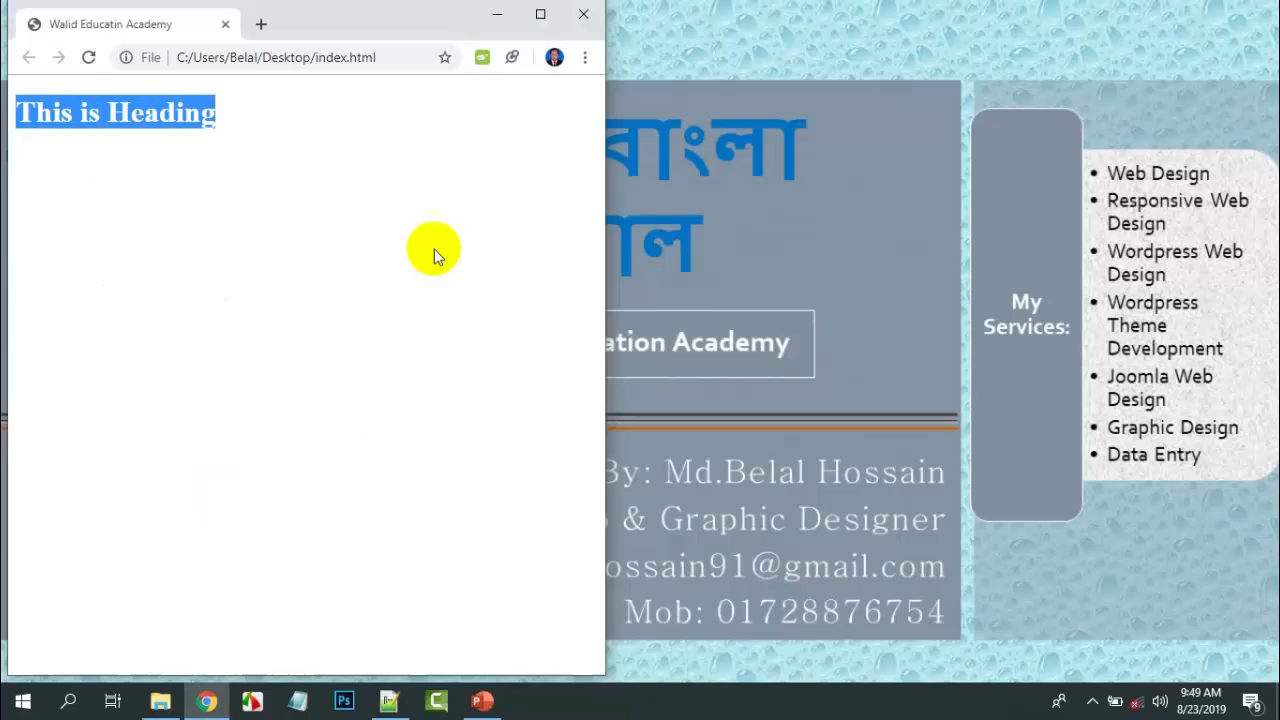 Walid Educatin Academy
File
C:/Users/Belal/Desktop/index.html
This is Heading
বাংলা
ation Academy
By: Md.Belal Hossain
& Graphic Designer
ossain91@gmail.com
Mob: 01728876754
My
Services:
• Web Design
• Responsive Web
Design
• Wordpress Web
Design
• Wordpress
Theme
Development
• Joomla Web
Design
• Graphic Design
• Data Entry
Ps
9:49 AM
8/23/2019
9